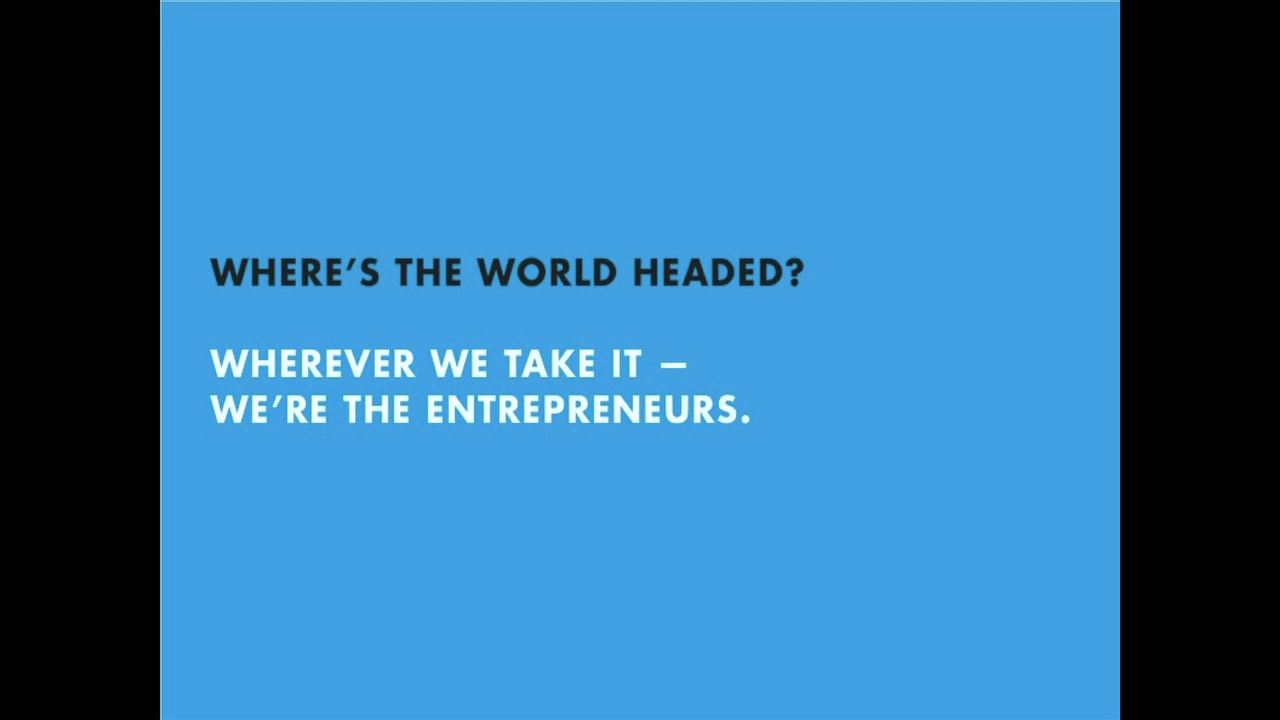 WHERE’S THE WORLD HEADED?
WHEREVER WE TAKE IT —
WE’RE THE ENTREPRENEURS.